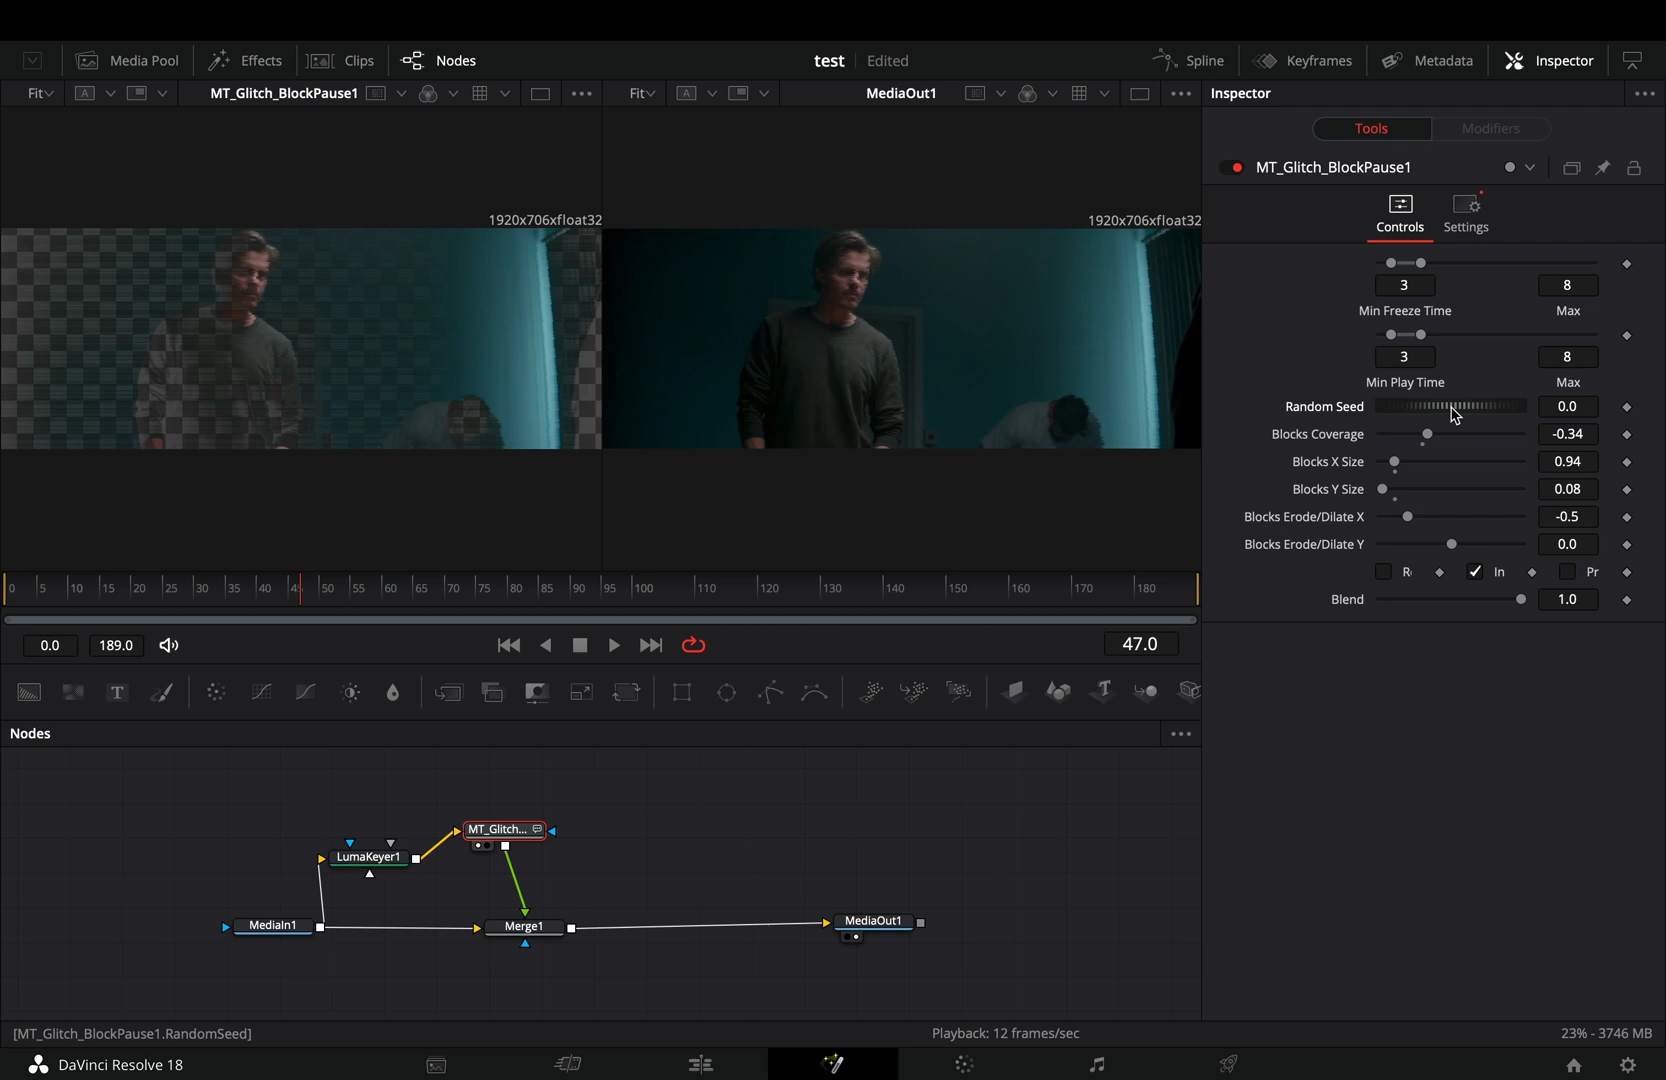 Media Pool Effects Clips Nodes test Edited Spline Keyframes Metadata Inspector
Fit A MT_Glitch_BlockPause1 Fit A MediaOut1 Inspector
Tools Modifiers
MT_Glitch_BlockPause1
1920x706xfloat32 1920x706xfloat32
Controls Settings
3 8
Min Freeze Time Max
3 8
Min Play Time Max
Random Seed 0.0
Blocks Coverage -0.34
Blocks X Size 0.94
Blocks Y Size 0.08
Blocks Erode/Dilate X -0.5
Blocks Erode/Dilate Y 0.0
In Pr
Blend 1.0
0 5 10 15 20 25 30 35 40 50 55 60 65 70 75 80 85 90 95 100 110 120 130 140 150 160 170 180
0.0 189.0 47.0
T T
Nodes
MT_Glitch...
LumaKeyer1
MediaIn1 Merge1 MediaOut1
[MT_Glitch_BlockPause1.RandomSeed] Playback: 12 frames/sec 23% - 3746 MB
DaVinci Resolve 18